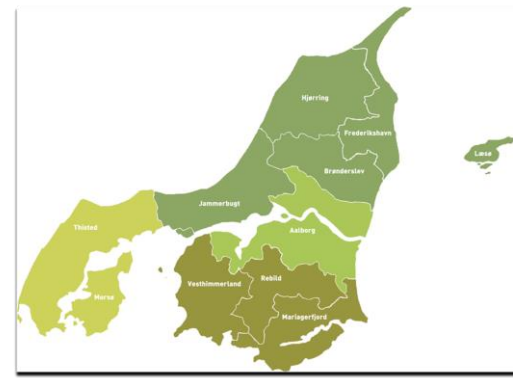 Hjørring
Frederikshavn
Læsø
Brønderslev
Jammerbugt
Thisted
Aalborg
Morsø
Vesthimmerland
Rebild
Mariagerfjord